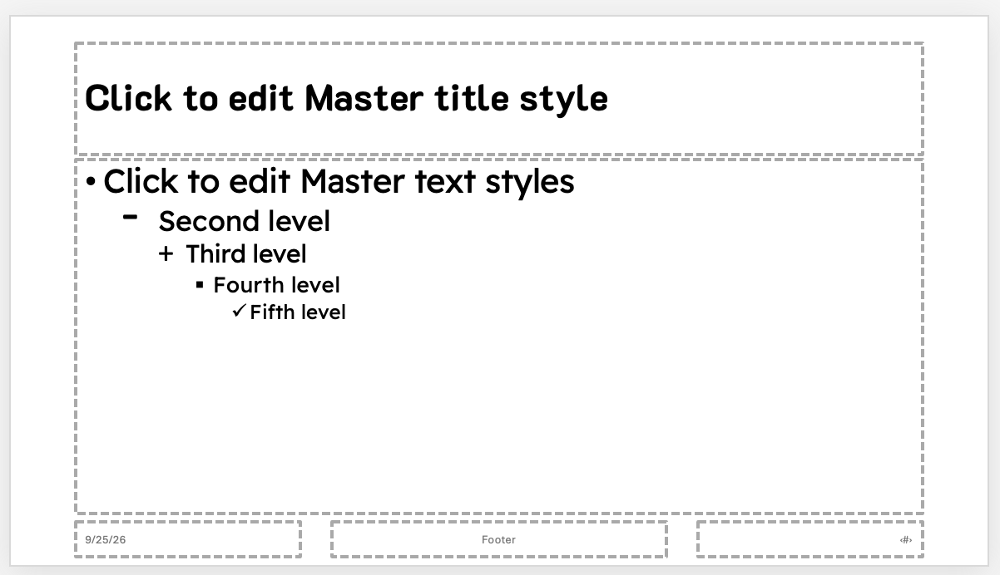 Click to edit Master title style
• Click to edit Master text styles
– Second level
+ Third level
▪ Fourth level
✓ Fifth level
9/25/26
Footer
‹#›